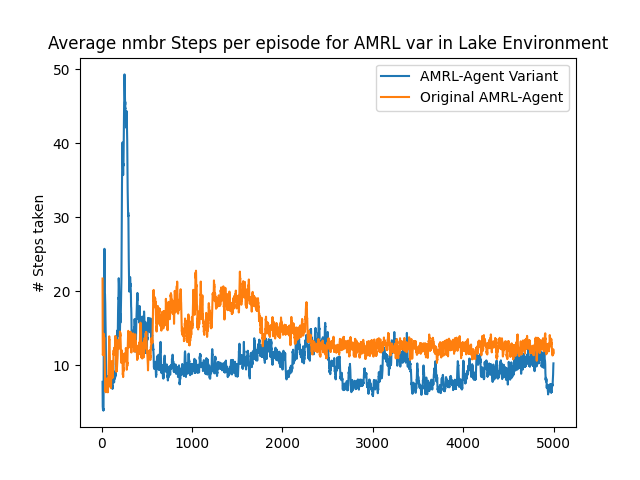 Average nmbr Steps per episode for AMRL var in Lake Environment
AMRL-Agent Variant
Original AMRL-Agent
# Steps taken
50
40
30
20
10
0
1000
2000
3000
4000
5000